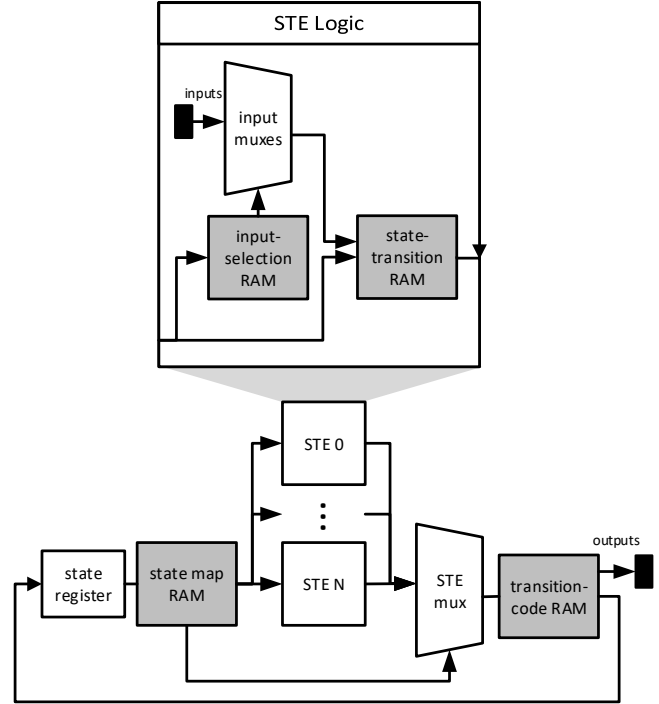 STE Logic
inputs
input
muxes
input-
selection
RAM
state-
transition
RAM
STE 0
⋮
STE N
state
register
state map
RAM
STE
mux
transition-
code RAM
outputs